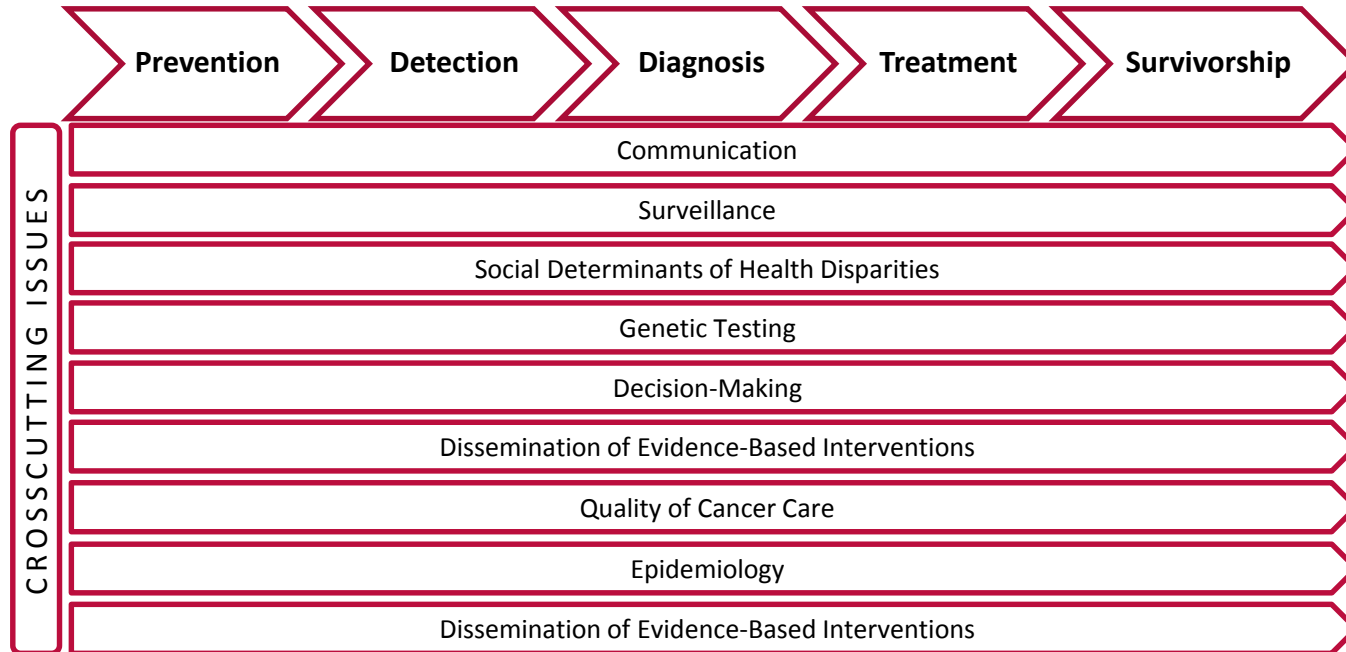 Prevention
Detection
Diagnosis
Treatment
Survivorship
CROSSCUTTING ISSUES
Communication
Surveillance
Social Determinants of Health Disparities
Genetic Testing
Decision-Making
Dissemination of Evidence-Based Interventions
Quality of Cancer Care
Epidemiology
Dissemination of Evidence-Based Interventions